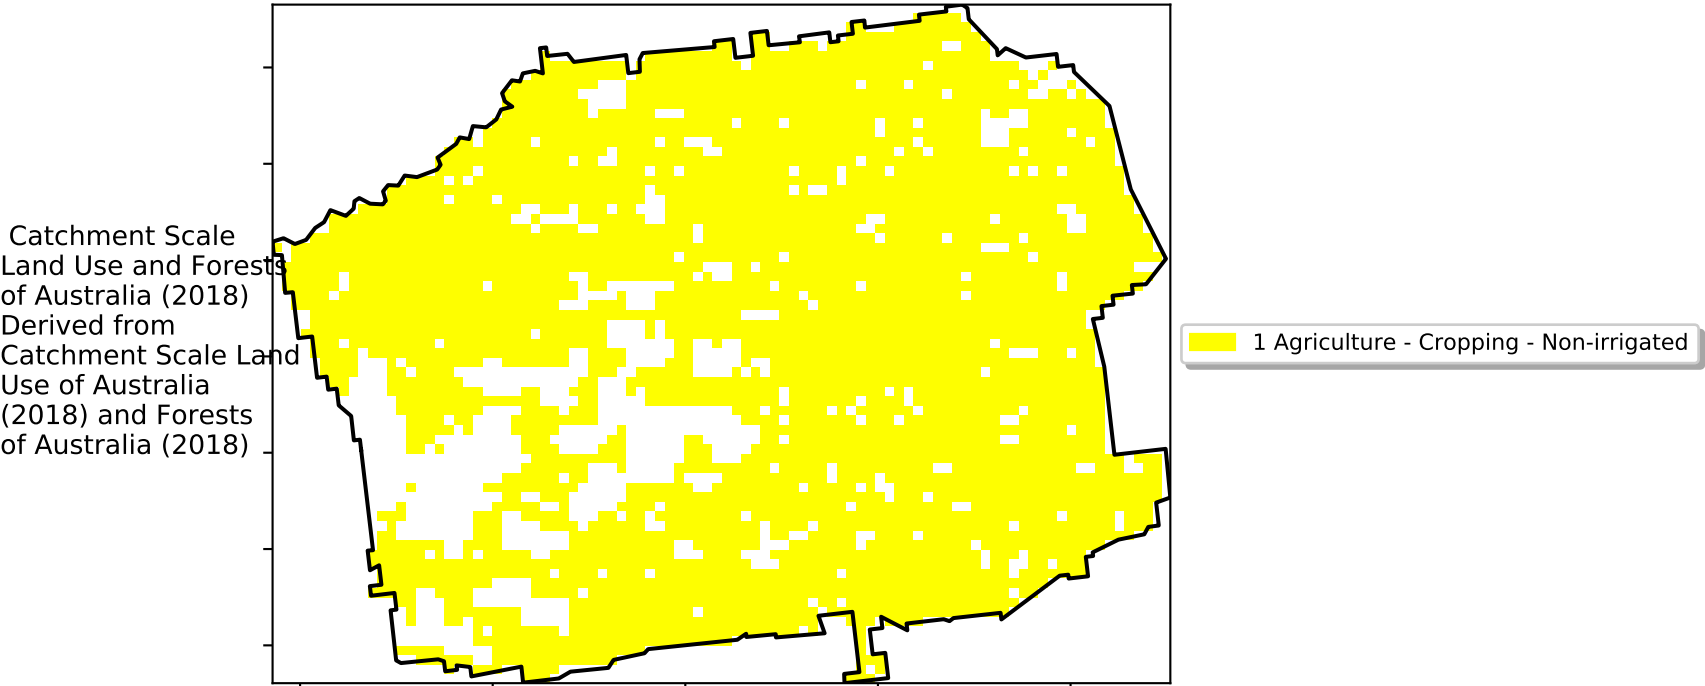 Catchment Scale
Land Use and Forests
of Australia (2018)
Derived from
Catchment Scale Land
Use of Australia
(2018) and Forests
of Australia (2018)
1 Agriculture - Cropping - Non-irrigated